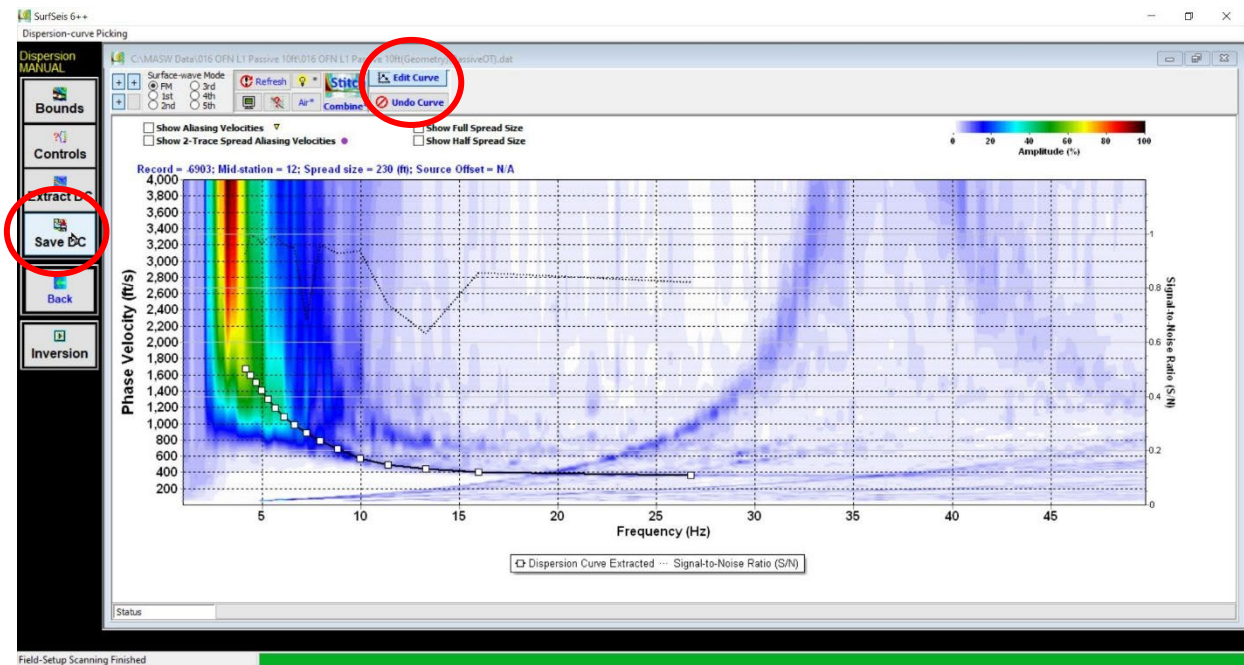 SurfSeis 6++
Dispersion-curve Picking
Dispersion
MANUAL
Bounds
Controls
Extract D
Save DC
Back
Inversion
C:\MASW Data\016 OFN L1 Passive 10ft\016 OFN L1 Passive 10ft(Geometry) assiveOT).dat
Surface-wave Mode
FM 3rd
1st 4th
2nd 5th
Refresh
Air*
Stitc
Combine
Edit Curve
Undo Curve
Show Aliasing Velocities
Show 2-Trace Spread Aliasing Velocities
Show Full Spread Size
Show Half Spread Size
0 20 40 60 80 100
Amplitude (%)
Record = -6903; Mid-station = 12; Spread size = 230 (ft); Source Offset = N/A
Phase Velocity (ft/s)
4,000
3,800
3,600
3,400
3,200
3,000
2,800
2,600
2,400
2,200
2,000
1,800
1,600
1,400
1,200
1,000
800
600
400
200
5 10 15 20 25 30 35 40 45
Frequency (Hz)
1
0.8
0.6
0.4
0.2
0
Signal-to-Noise Ratio (S/N)
Dispersion Curve Extracted ··· Signal-to-Noise Ratio (S/N)
Status
Field-Setup Scanning Finished